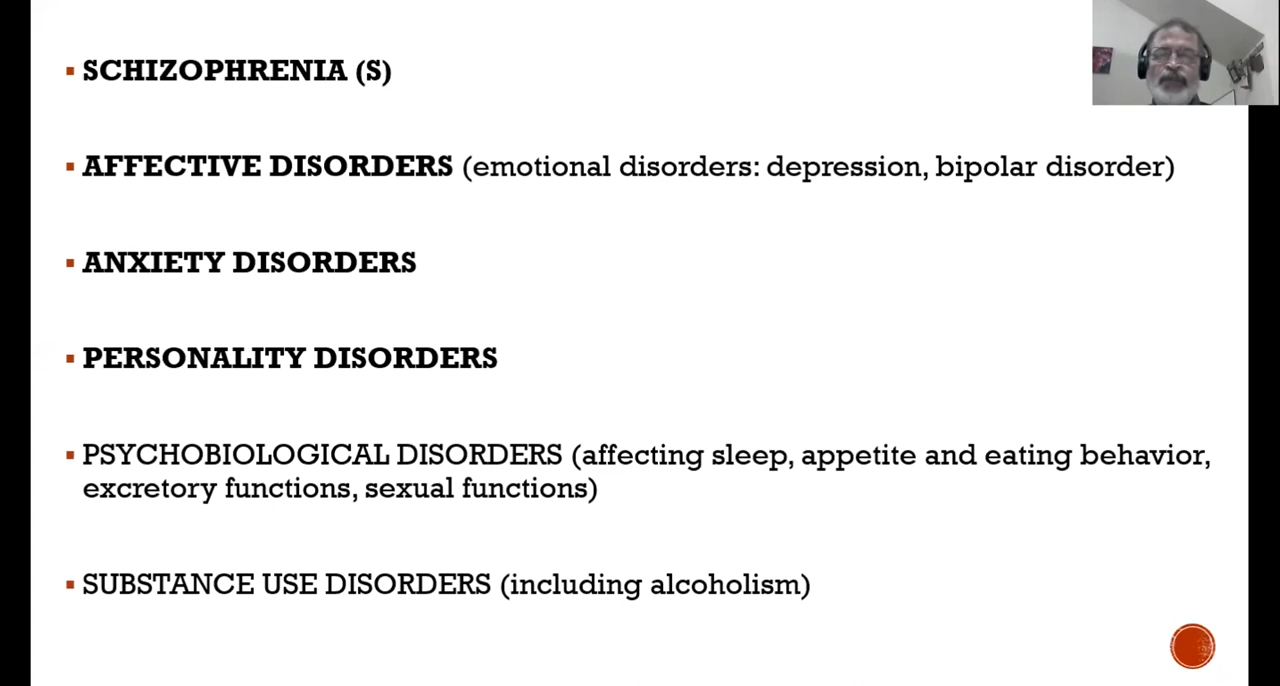 SCHIZOPHRENIA (S)
AFFECTIVE DISORDERS (emotional disorders: depression, bipolar disorder)
ANXIETY DISORDERS
PERSONALITY DISORDERS
PSYCHOBIOLOGICAL DISORDERS (affecting sleep, appetite and eating behavior,
excretory functions, sexual functions)
SUBSTANCE USE DISORDERS (including alcoholism)